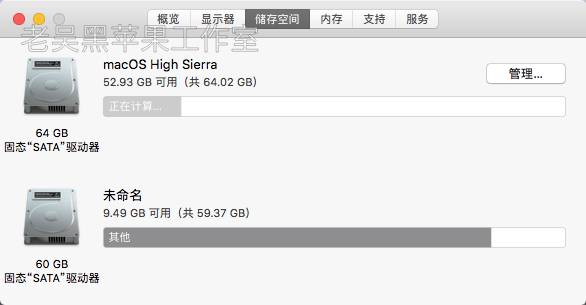 概览 显示器 储存空间 内存 支持 服务
老吴黑苹果工作室
macOS High Sierra
52.93 GB 可用（共 64.02 GB）
管理...
正在计算...
64 GB
固态“SATA”驱动器
未命名
9.49 GB 可用（共 59.37 GB）
其他
60 GB
固态“SATA”驱动器